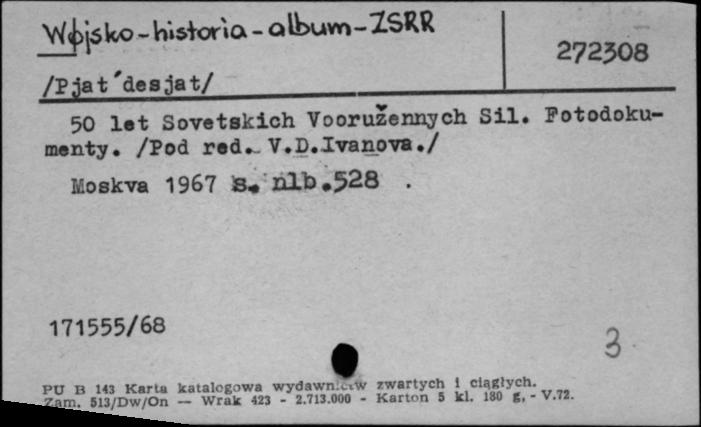 Wojsko-historia-album-ZSRR
272308
/Pjat´desjat/
50 let Sovetskich Vooružennych Sil. Fotodoku-
menty. /Pod red. V.D.Ivanova./
Moskva 1967 s. nlb.528 .
171555/68
3
PU B 143 Karta katalogowa wydawnictw zwartych i ciągłych.
Zam. 513/Dw/On — Wrak 423 - 2.713.000 - Karton 5 kl. 180 g, - V.72.